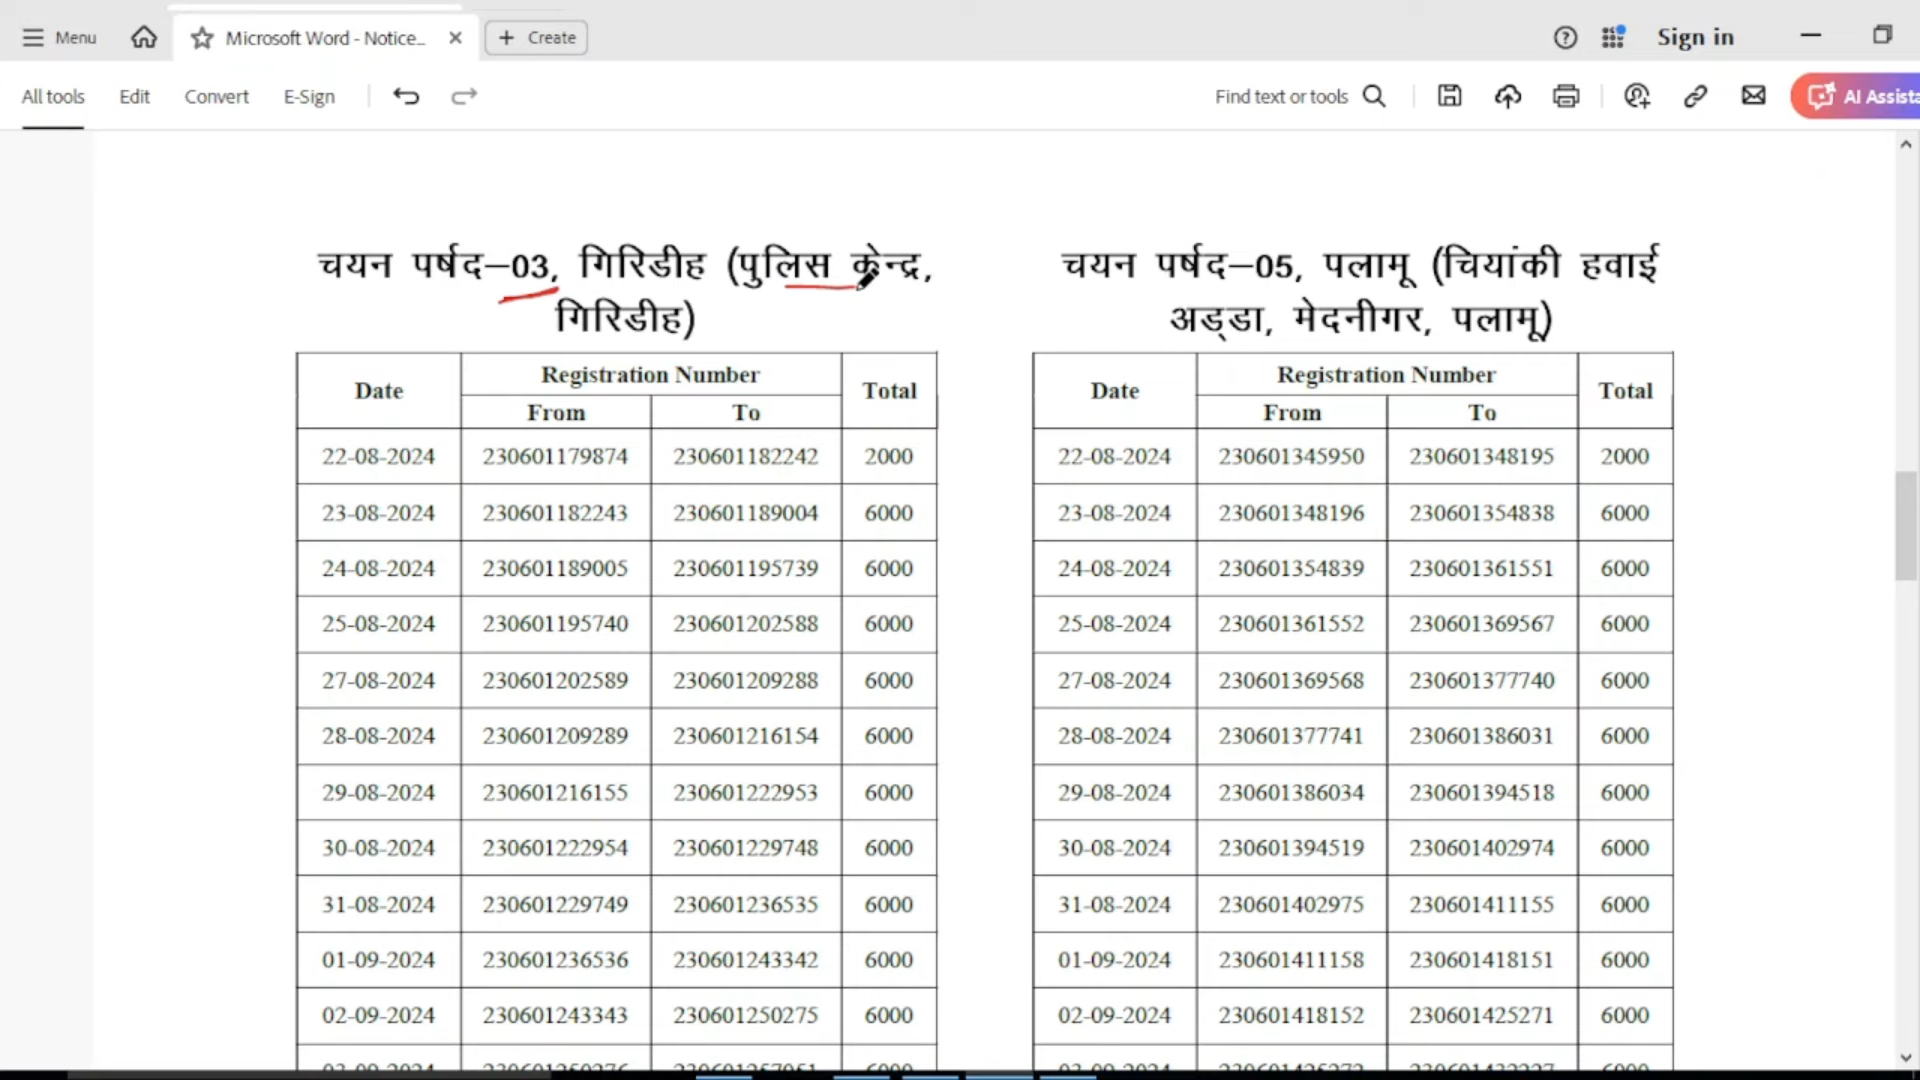 Menu
Microsoft Word - Notice...
Create
Sign in
All tools
Edit
Convert
E-Sign
Find text or tools
AI Assista
चयन पर्षद–03, गिरिडीह (पुलिस केन्द्र,
गिरिडीह)
Date Registration Number Total
From To
22-08-2024 230601179874 230601182242 2000
23-08-2024 230601182243 230601189004 6000
24-08-2024 230601189005 230601195739 6000
25-08-2024 230601195740 230601202588 6000
27-08-2024 230601202589 230601209288 6000
28-08-2024 230601209289 230601216154 6000
29-08-2024 230601216155 230601222953 6000
30-08-2024 230601222954 230601229748 6000
31-08-2024 230601229749 230601236535 6000
01-09-2024 230601236536 230601243342 6000
02-09-2024 230601243343 230601250275 6000
चयन पर्षद–05, पलामू (चियांकी हवाई
अड्डा, मेदनीगर, पलामू)
Date Registration Number Total
From To
22-08-2024 230601345950 230601348195 2000
23-08-2024 230601348196 230601354838 6000
24-08-2024 230601354839 230601361551 6000
25-08-2024 230601361552 230601369567 6000
27-08-2024 230601369568 230601377740 6000
28-08-2024 230601377741 230601386031 6000
29-08-2024 230601386034 230601394518 6000
30-08-2024 230601394519 230601402974 6000
31-08-2024 230601402975 230601411155 6000
01-09-2024 230601411158 230601418151 6000
02-09-2024 230601418152 230601425271 6000